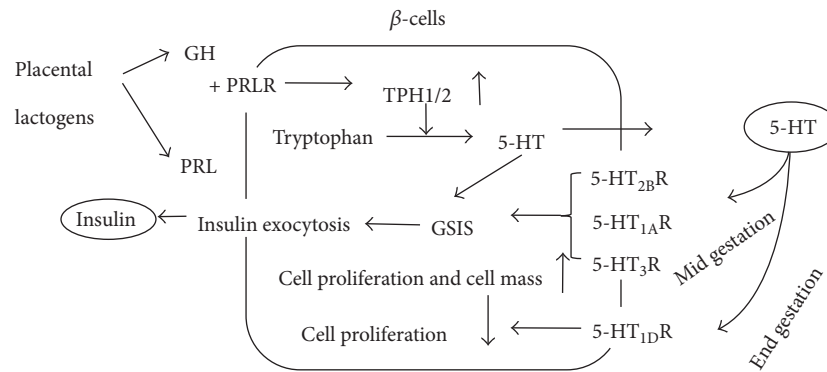 β-cells
GH
Placental
lactogens
+ PRLR
TPH1/2
Tryptophan
5-HT
5-HT
PRL
5-HT2BR
Insulin
Insulin exocytosis
GSIS
5-HT1AR
Mid gestation
Cell proliferation and cell mass
5-HT3R
Cell proliferation
5-HT1DR
End gestation